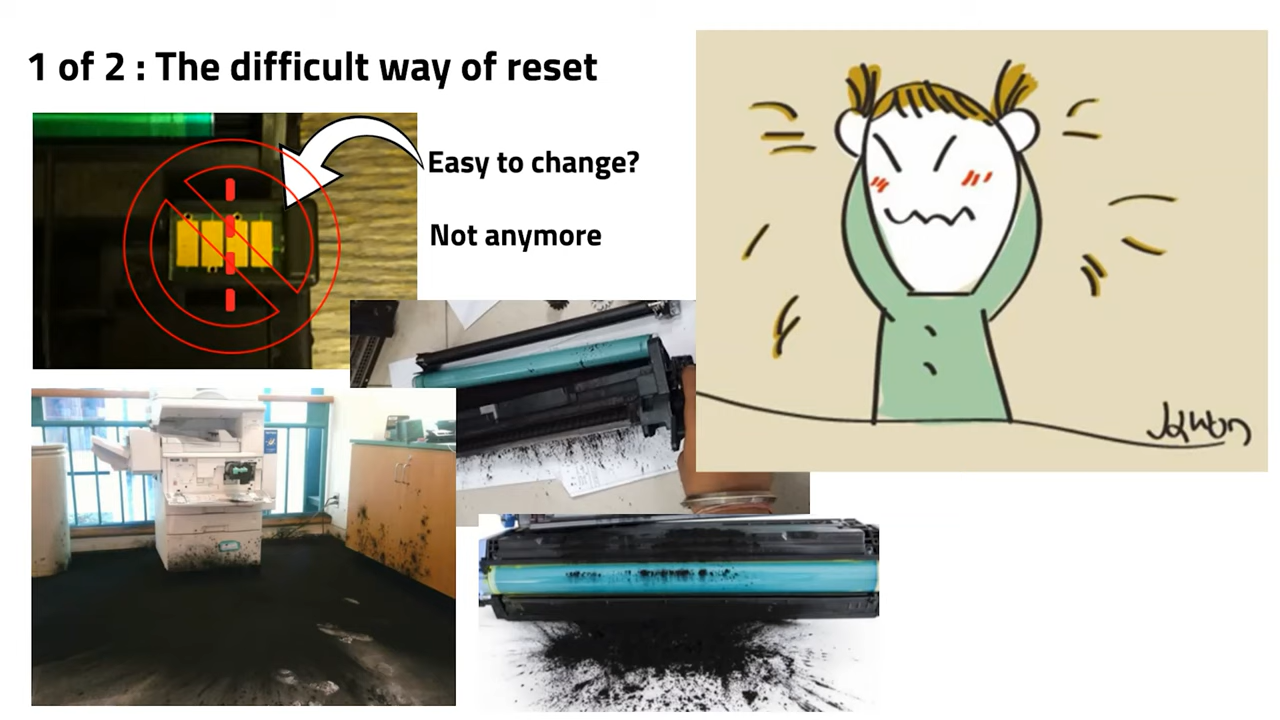 1 of 2 : The difficult way of reset
Easy to change?
Not anymore